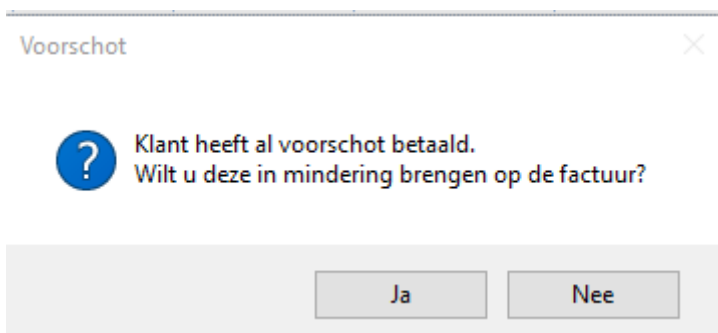 Voorschot
Klant heeft al voorschot betaald.
Wilt u deze in mindering brengen op de factuur?
Ja
Nee